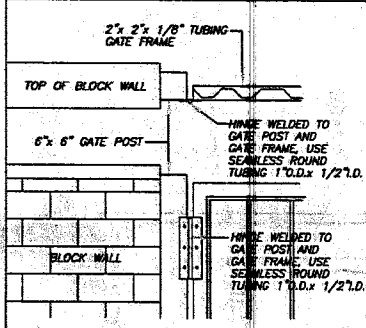 2"x 2"x 1/8" TUBING
GATE FRAME
TOP OF BLOCK WALL
HINGE WELDED TO
GATE POST AND
GATE FRAME, USE
SEAMLESS ROUND
TUBING 1"O.D.x 1/2"I.D.
6"x 6" GATE POST
BLOCK WALL
HINGE WELDED TO
GATE POST AND
GATE FRAME, USE
SEAMLESS ROUND
TUBING 1"O.D.x 1/2"I.D.